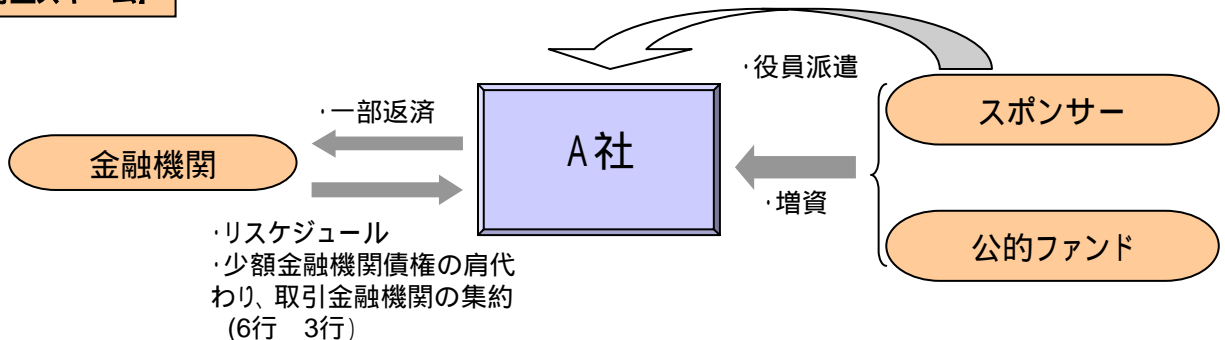 ·役員派遣
スポンサー
·一部返済
A社
金融機関
·増資
·リスケジュール
·少額金融機関債権の肩代
わり、取引金融機関の集約
(6行 3行)
公的ファンド